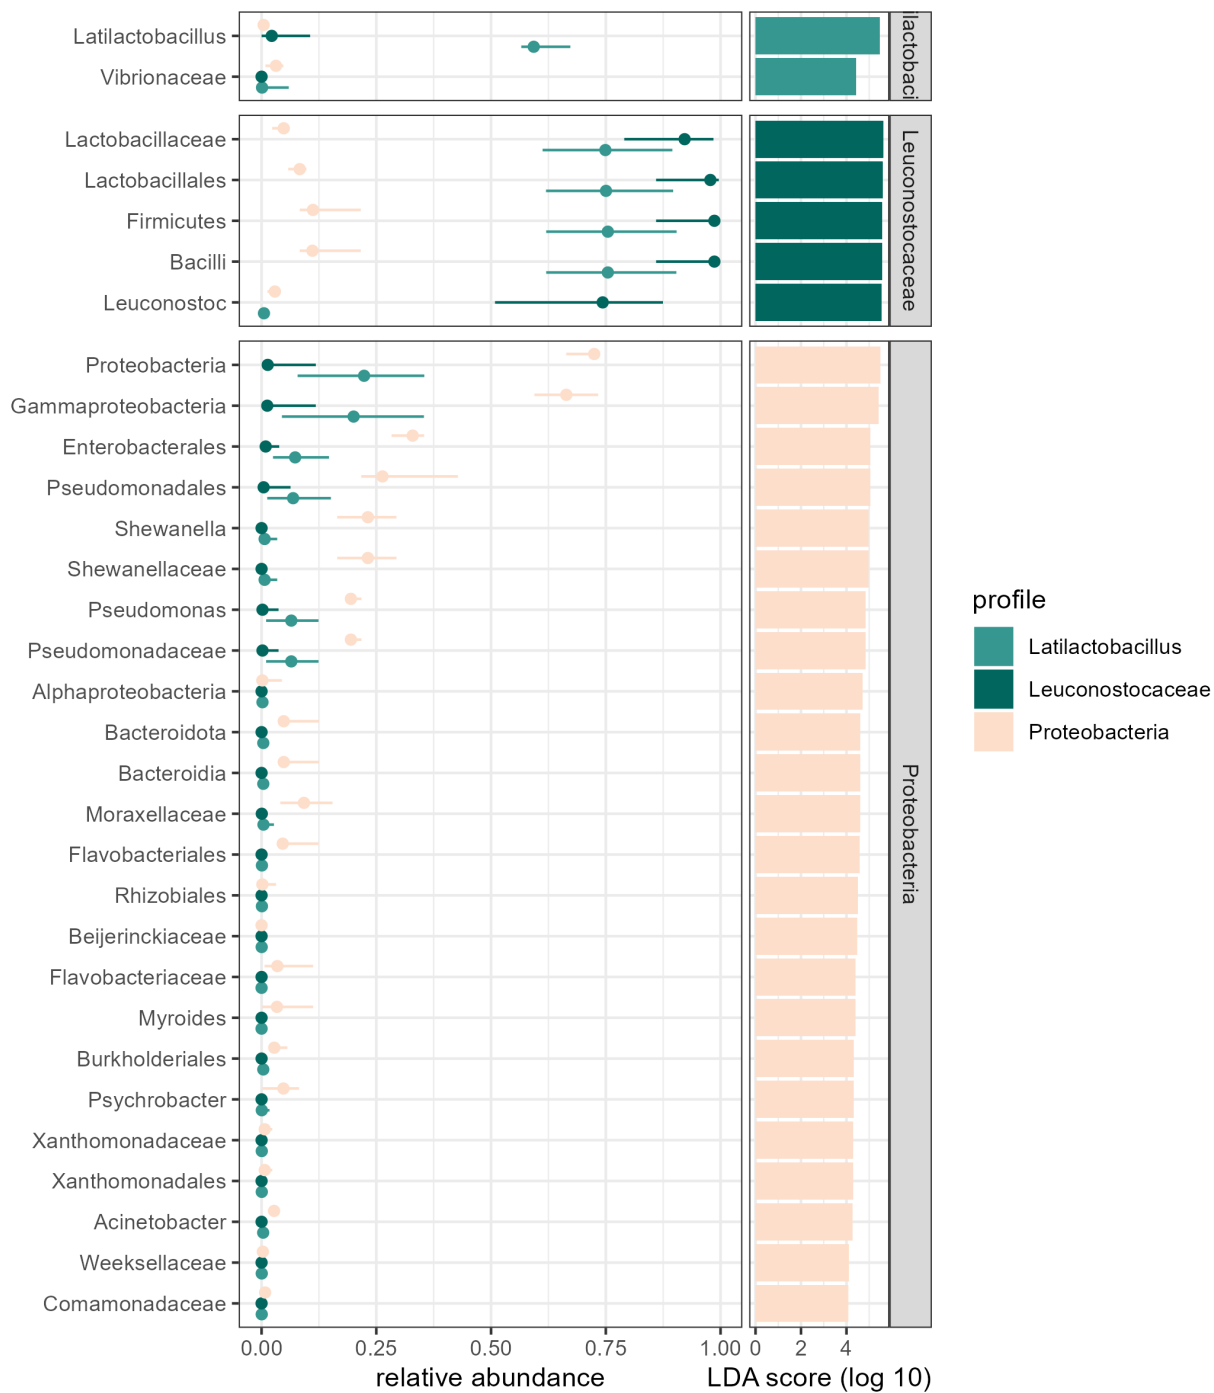 Latilactobacillus
Vibrionaceae
Lactobacillaceae
Lactobacillales
Firmicutes
Bacilli
Leuconostoc
Leuconostocaceae
Proteobacteria
Gammaproteobacteria
Enterobacterales
Pseudomonadales
Shewanella
Shewanellaceae
Pseudomonas
Pseudomonadaceae
Alphaproteobacteria
Bacteroidota
Bacteroidia
Moraxellaceae
Flavobacteriales
Rhizobiales
Beijerinckiaceae
Flavobacteriaceae
Myroides
Burkholderiales
Psychrobacter
Xanthomonadaceae
Xanthomonadales
Acinetobacter
Weeksellaceae
Comamonadaceae
Proteobacteria
0.00 0.25 0.50 0.75 1.00
relative abundance
0 2 4
LDA score (log 10)
profile
Latilactobacillus
Leuconostocaceae
Proteobacteria